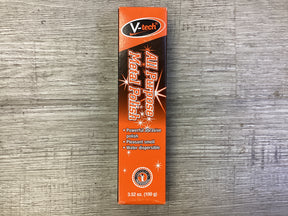 V-tech
All Purpose
Metal Polish
• Powerful abrasive
polish
• Pleasant smell
• Water dispersible
3.52 oz. (100 g)